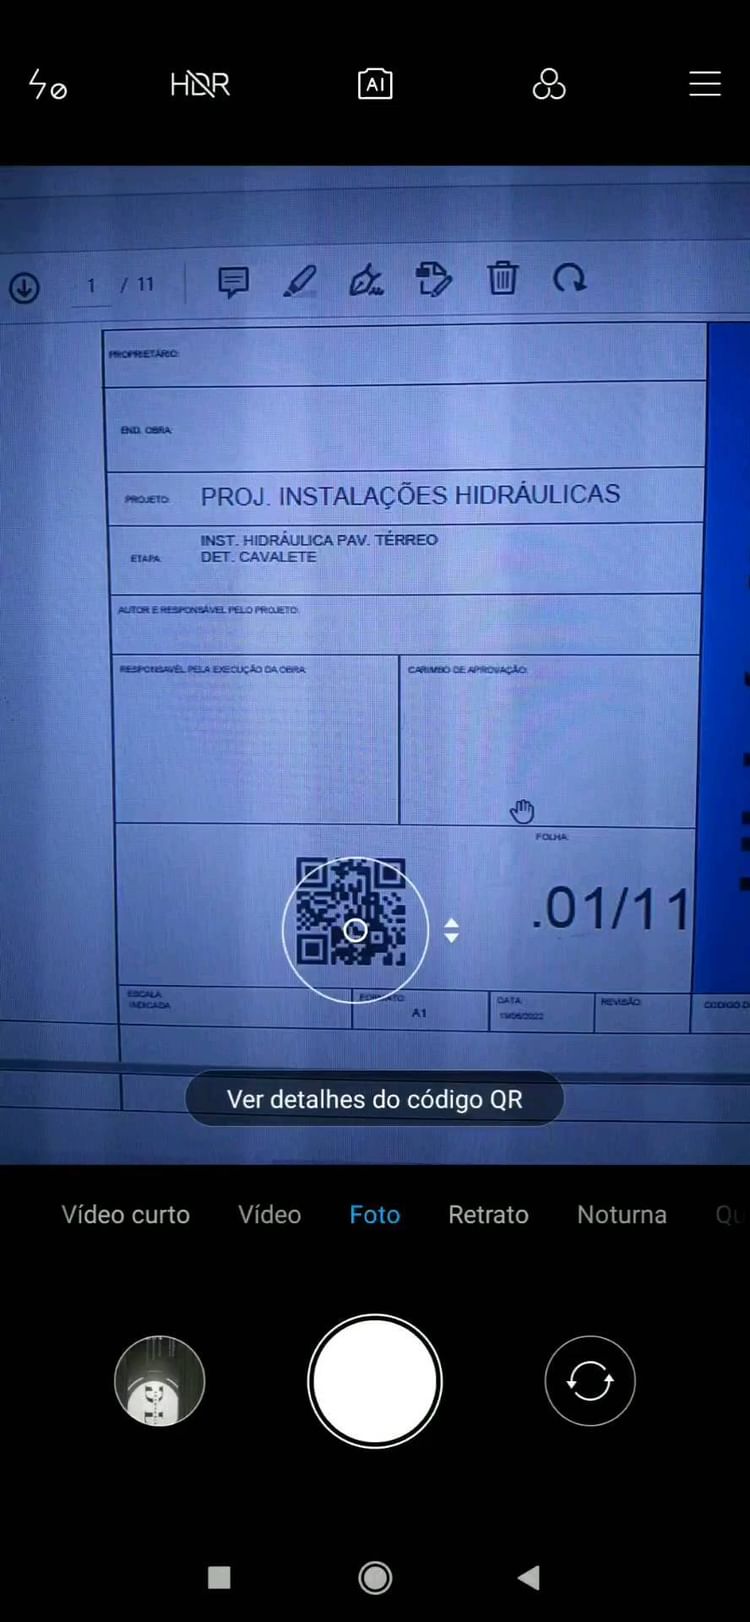 HDR
AI
1 / 11
PROPRIETÁRIO:
END. OBRA:
PROJETO: PROJ. INSTALAÇÕES HIDRÁULICAS
ETAPA: INST. HIDRÁULICA PAV. TÉRREO
DET. CAVALETE
AUTOR E RESPONSÁVEL PELO PROJETO:
RESPONSAVÉL PELA EXECUÇÃO DA OBRA:
CARIMBO DE APROVAÇÃO:
FOLHA:
.01/11
ESCALA:
INDICADA
FORMATO:
A1
DATA:
REVISÃO:
CODIGO D
Ver detalhes do código QR
Vídeo curto
Vídeo
Foto
Retrato
Noturna
Qu